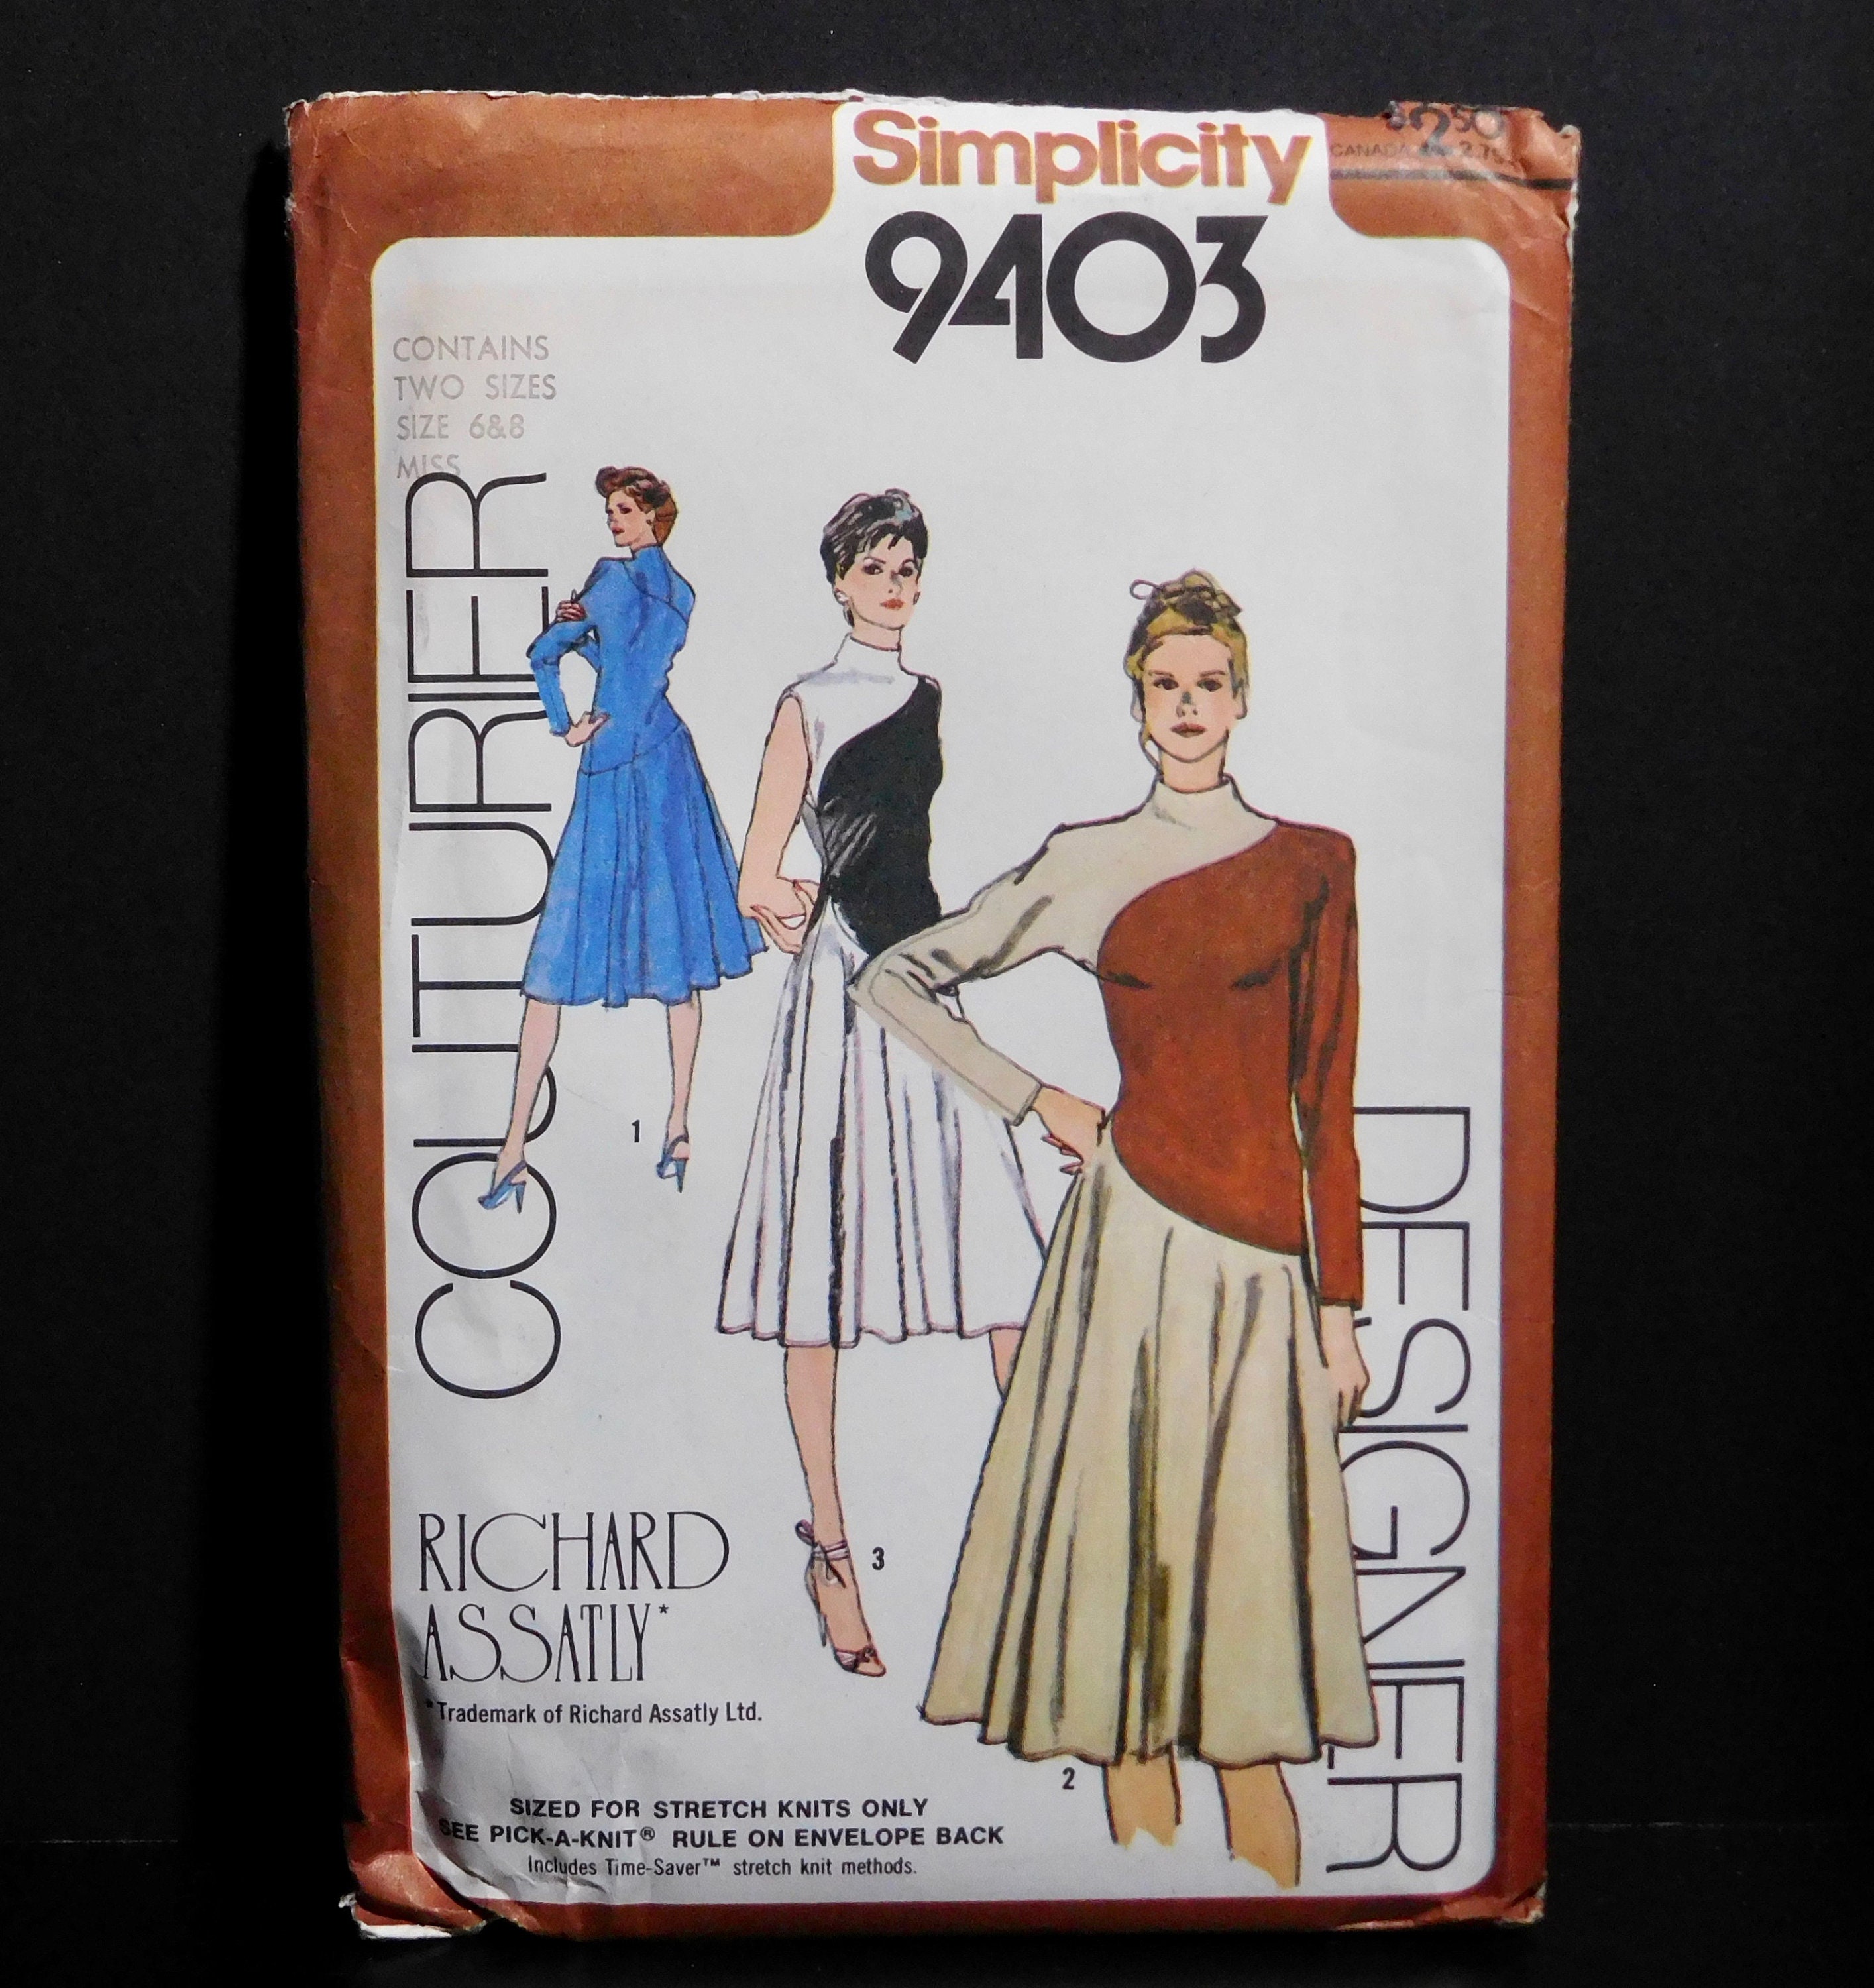 Simplicity
$2.50
CANADA 2.75
9403
CONTAINS
TWO SIZES
SIZE 6&8
MISS
COUTURIER
DESIGNER
1
3
2
RICHARD
ASSATLY*
*Trademark of Richard Assatly Ltd.
SIZED FOR STRETCH KNITS ONLY
SEE PICK-A-KNIT® RULE ON ENVELOPE BACK
Includes Time-Saver™ stretch knit methods.